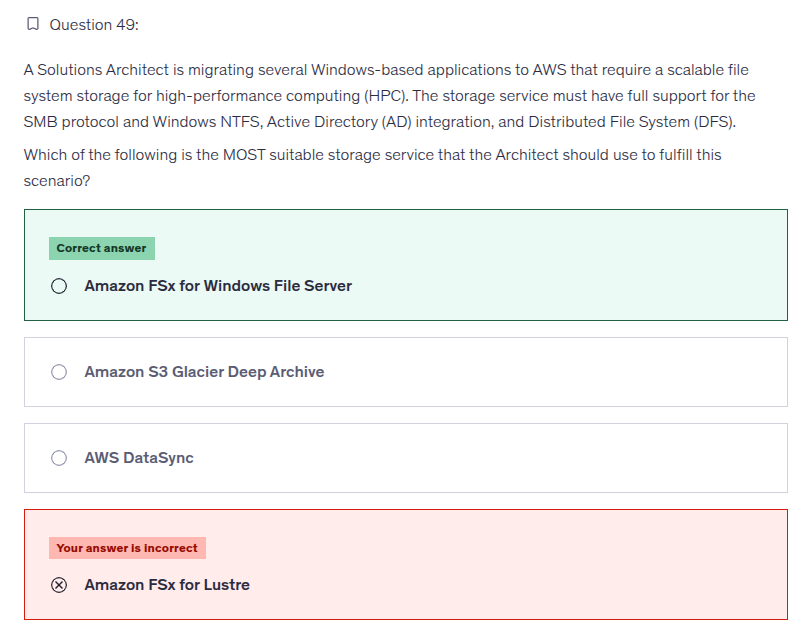 Question 49:
A Solutions Architect is migrating several Windows-based applications to AWS that require a scalable file
system storage for high-performance computing (HPC). The storage service must have full support for the
SMB protocol and Windows NTFS, Active Directory (AD) integration, and Distributed File System (DFS).
Which of the following is the MOST suitable storage service that the Architect should use to fulfill this
scenario?
Correct answer
Amazon FSx for Windows File Server
Amazon S3 Glacier Deep Archive
AWS DataSync
Your answer is incorrect
Amazon FSx for Lustre